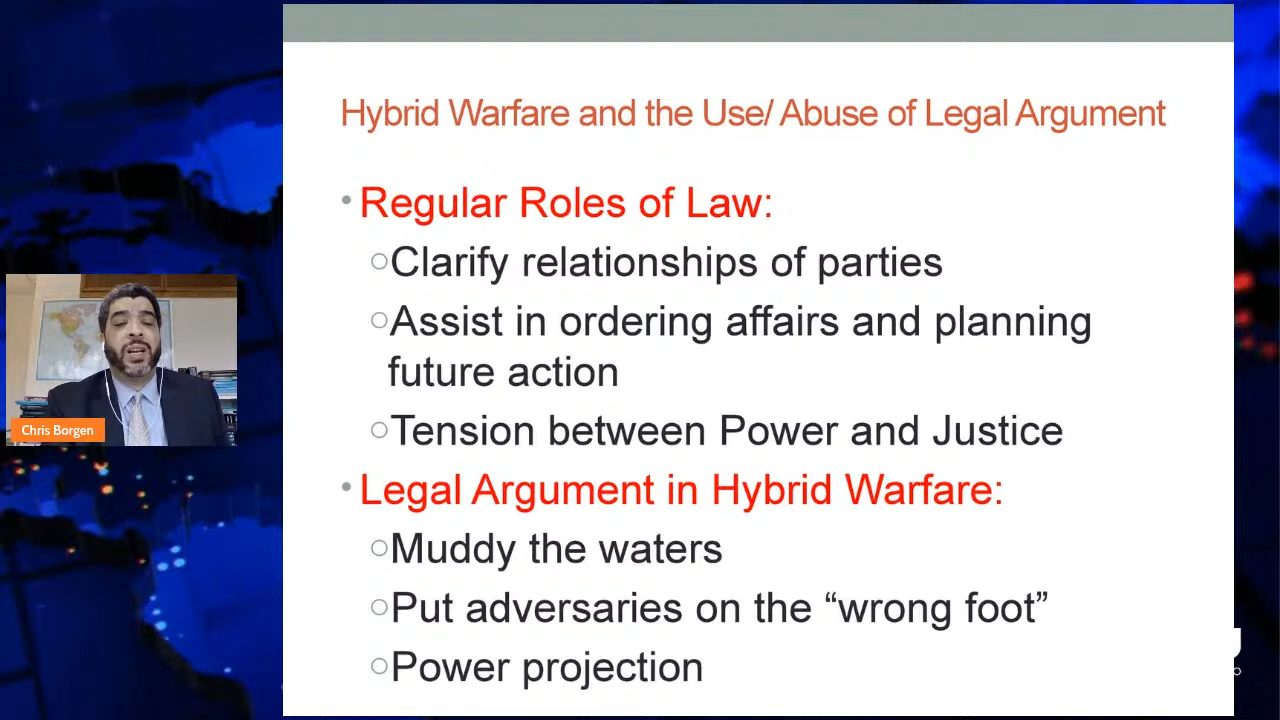 Hybrid Warfare and the Use/ Abuse of Legal Argument
• Regular Roles of Law:
○Clarify relationships of parties
○Assist in ordering affairs and planning
future action
○Tension between Power and Justice
• Legal Argument in Hybrid Warfare:
○Muddy the waters
○Put adversaries on the “wrong foot”
○Power projection
Chris Borgen